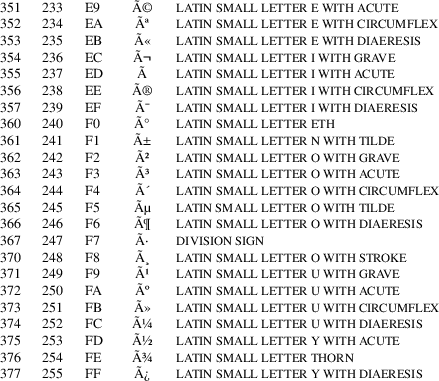 351 233 E9 Ã© LATIN SMALL LETTER E WITH ACUTE
352 234 EA Ãª LATIN SMALL LETTER E WITH CIRCUMFLEX
353 235 EB Ã« LATIN SMALL LETTER E WITH DIAERESIS
354 236 EC Ã¬ LATIN SMALL LETTER I WITH GRAVE
355 237 ED Ã LATIN SMALL LETTER I WITH ACUTE
356 238 EE Ã® LATIN SMALL LETTER I WITH CIRCUMFLEX
357 239 EF Ã¯ LATIN SMALL LETTER I WITH DIAERESIS
360 240 F0 Ã° LATIN SMALL LETTER ETH
361 241 F1 Ã± LATIN SMALL LETTER N WITH TILDE
362 242 F2 Ã² LATIN SMALL LETTER O WITH GRAVE
363 243 F3 Ã³ LATIN SMALL LETTER O WITH ACUTE
364 244 F4 Ã´ LATIN SMALL LETTER O WITH CIRCUMFLEX
365 245 F5 Ãµ LATIN SMALL LETTER O WITH TILDE
366 246 F6 Ã¶ LATIN SMALL LETTER O WITH DIAERESIS
367 247 F7 Ã· DIVISION SIGN
370 248 F8 Ã¸ LATIN SMALL LETTER O WITH STROKE
371 249 F9 Ã¹ LATIN SMALL LETTER U WITH GRAVE
372 250 FA Ãº LATIN SMALL LETTER U WITH ACUTE
373 251 FB Ã» LATIN SMALL LETTER U WITH CIRCUMFLEX
374 252 FC Ã¼ LATIN SMALL LETTER U WITH DIAERESIS
375 253 FD Ã½ LATIN SMALL LETTER Y WITH ACUTE
376 254 FE Ã¾ LATIN SMALL LETTER THORN
377 255 FF Ã¿ LATIN SMALL LETTER Y WITH DIAERESIS